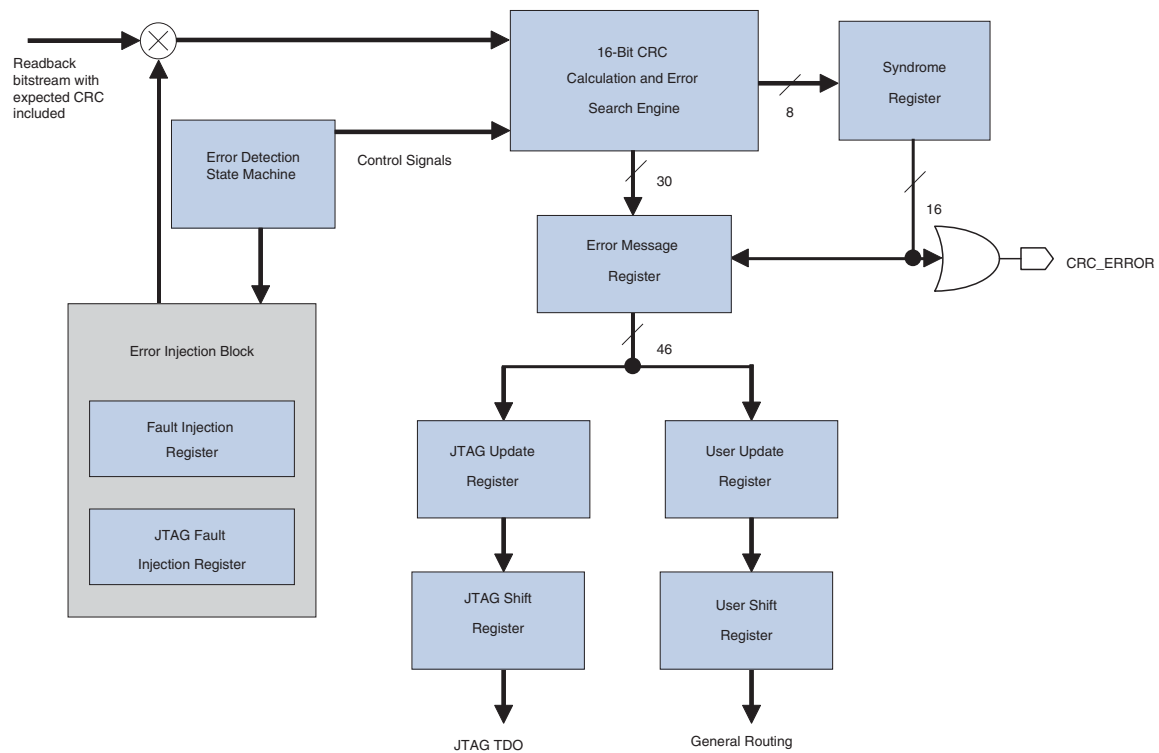 Readback
bitstream with
expected CRC
included
16-Bit CRC
Calculation and Error
Search Engine
8
Syndrome
Register
Error Detection
State Machine
Control Signals
30
16
Error Message
Register
CRC_ERROR
46
Error Injection Block
Fault Injection
Register
JTAG Fault
Injection Register
JTAG Update
Register
User Update
Register
JTAG Shift
Register
User Shift
Register
JTAG TDO
General Routing